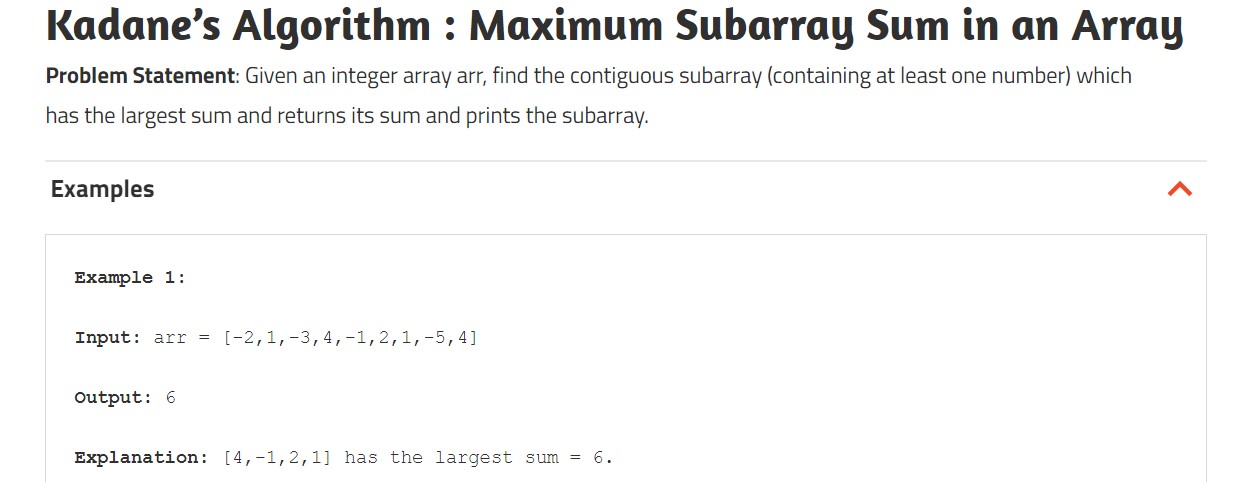 Kadane’s Algorithm : Maximum Subarray Sum in an Array
Problem Statement: Given an integer array arr, find the contiguous subarray (containing at least one number) which
has the largest sum and returns its sum and prints the subarray.
Examples
Example 1:
Input: arr = [-2,1,-3,4,-1,2,1,-5,4]
Output: 6
Explanation: [4,-1,2,1] has the largest sum = 6.